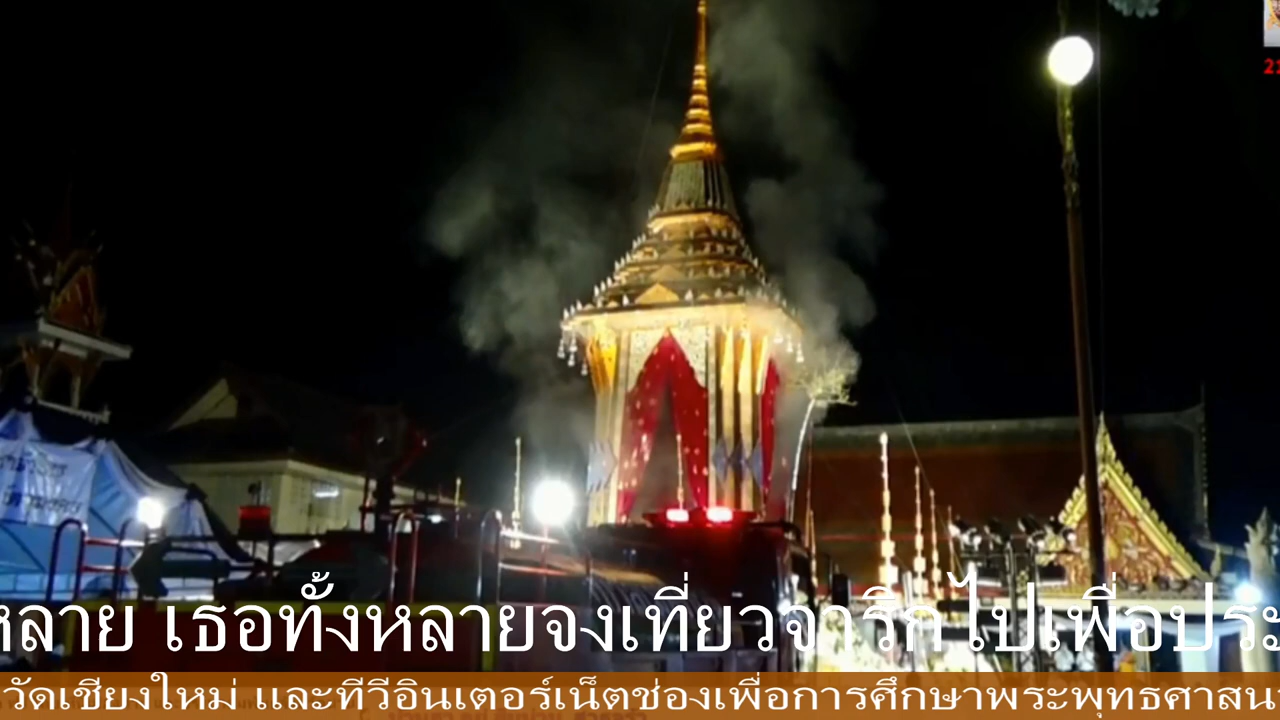 หลาย เธอทั้งหลายจงเที่ยวจาริกไปเพื่อประ
วัดเชียงใหม่ และทีวีอินเตอร์เน็ตช่องเพื่อการศึกษาพระพุทธศาสน